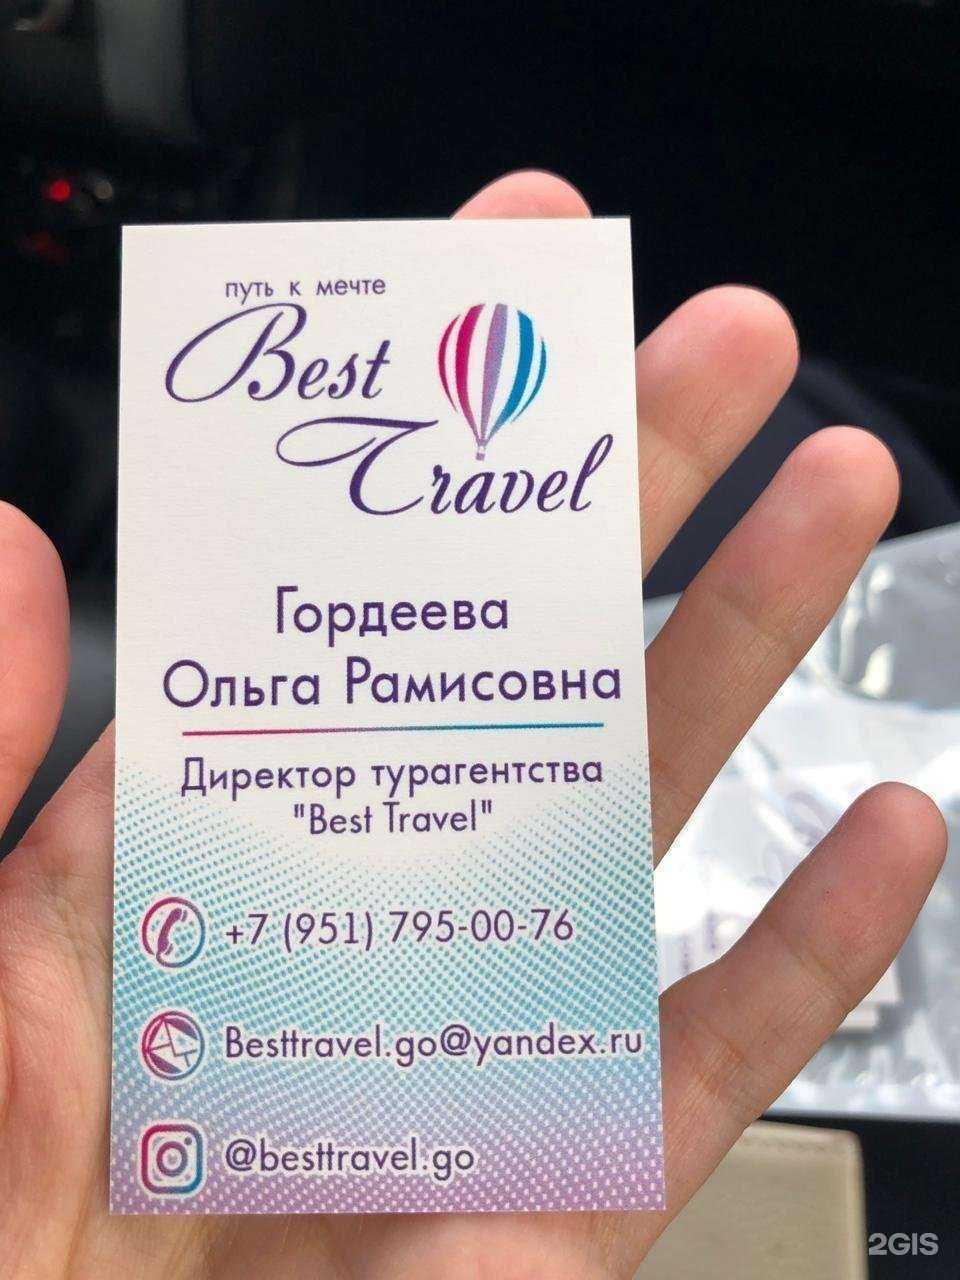 путь к мечте
Best
Travel
Гордеева
Ольга Рамисовна
Директор турагентства
"Best Travel"
+7 (951) 795-00-76
Besttravel.go@yandex.ru
@besttravel.go
2GIS